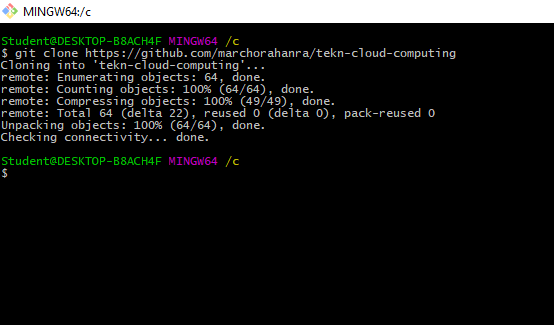 MINGW64:/c
Student@DESKTOP-B8ACH4F MINGW64 /c
$ git clone https://github.com/marchorahanra/tekn-cloud-computing
Cloning into 'tekn-cloud-computing'...
remote: Enumerating objects: 64, done.
remote: Counting objects: 100% (64/64), done.
remote: Compressing objects: 100% (49/49), done.
remote: Total 64 (delta 22), reused 0 (delta 0), pack-reused 0
Unpacking objects: 100% (64/64), done.
Checking connectivity... done.
Student@DESKTOP-B8ACH4F MINGW64 /c
$